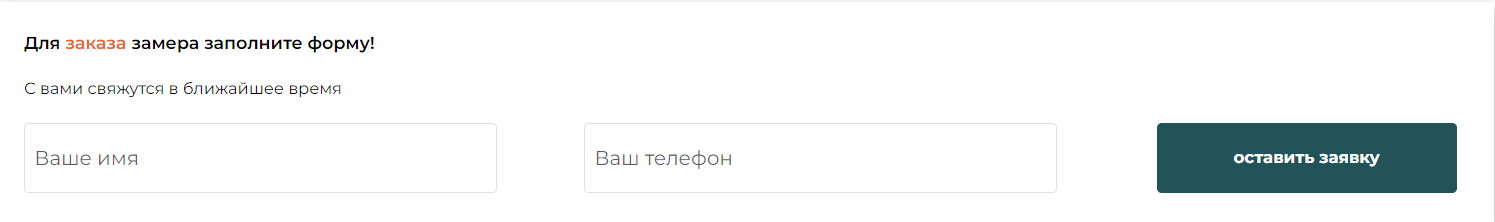 Для заказа замера заполните форму!
С вами свяжутся в ближайшее время
Ваше имя
Ваш телефон
оставить заявку